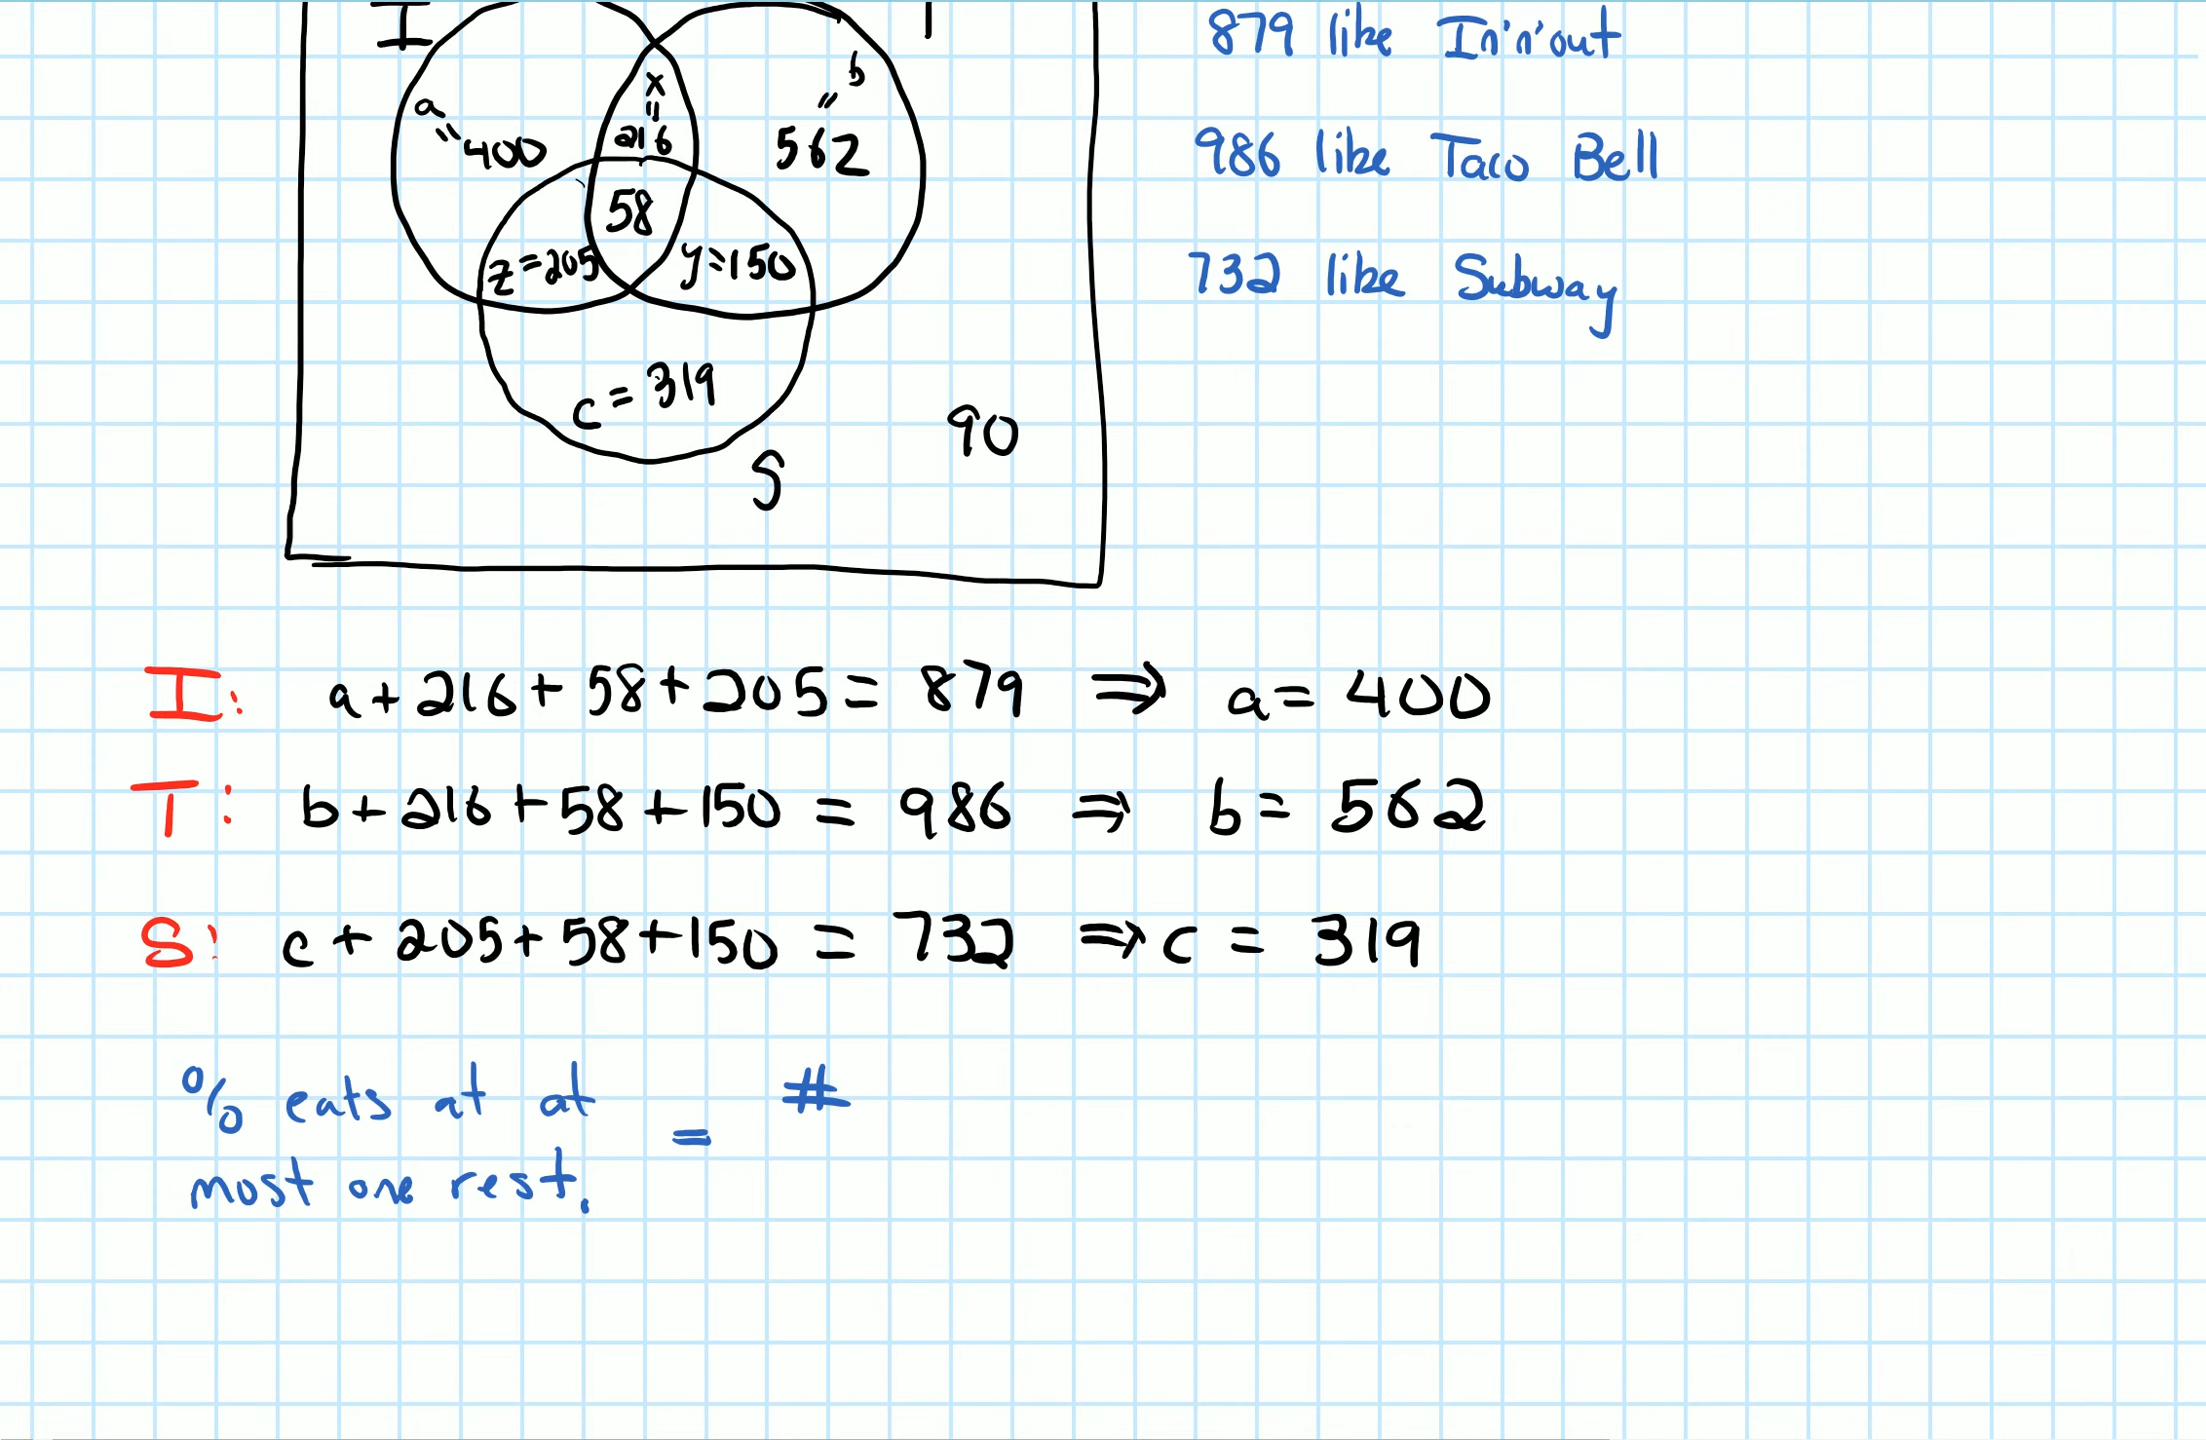 I
T
879 like In'n'out
a = 400
x = 216
b = 562
986 like Taco Bell
58
z = 205
y = 150
732 like Subway
c = 319
90
S
I: a + 216 + 58 + 205 = 879 ⇒ a = 400
T: b + 216 + 58 + 150 = 986 ⇒ b = 562
S: c + 205 + 58 + 150 = 732 ⇒ c = 319
% eats at at = #
most one rest.